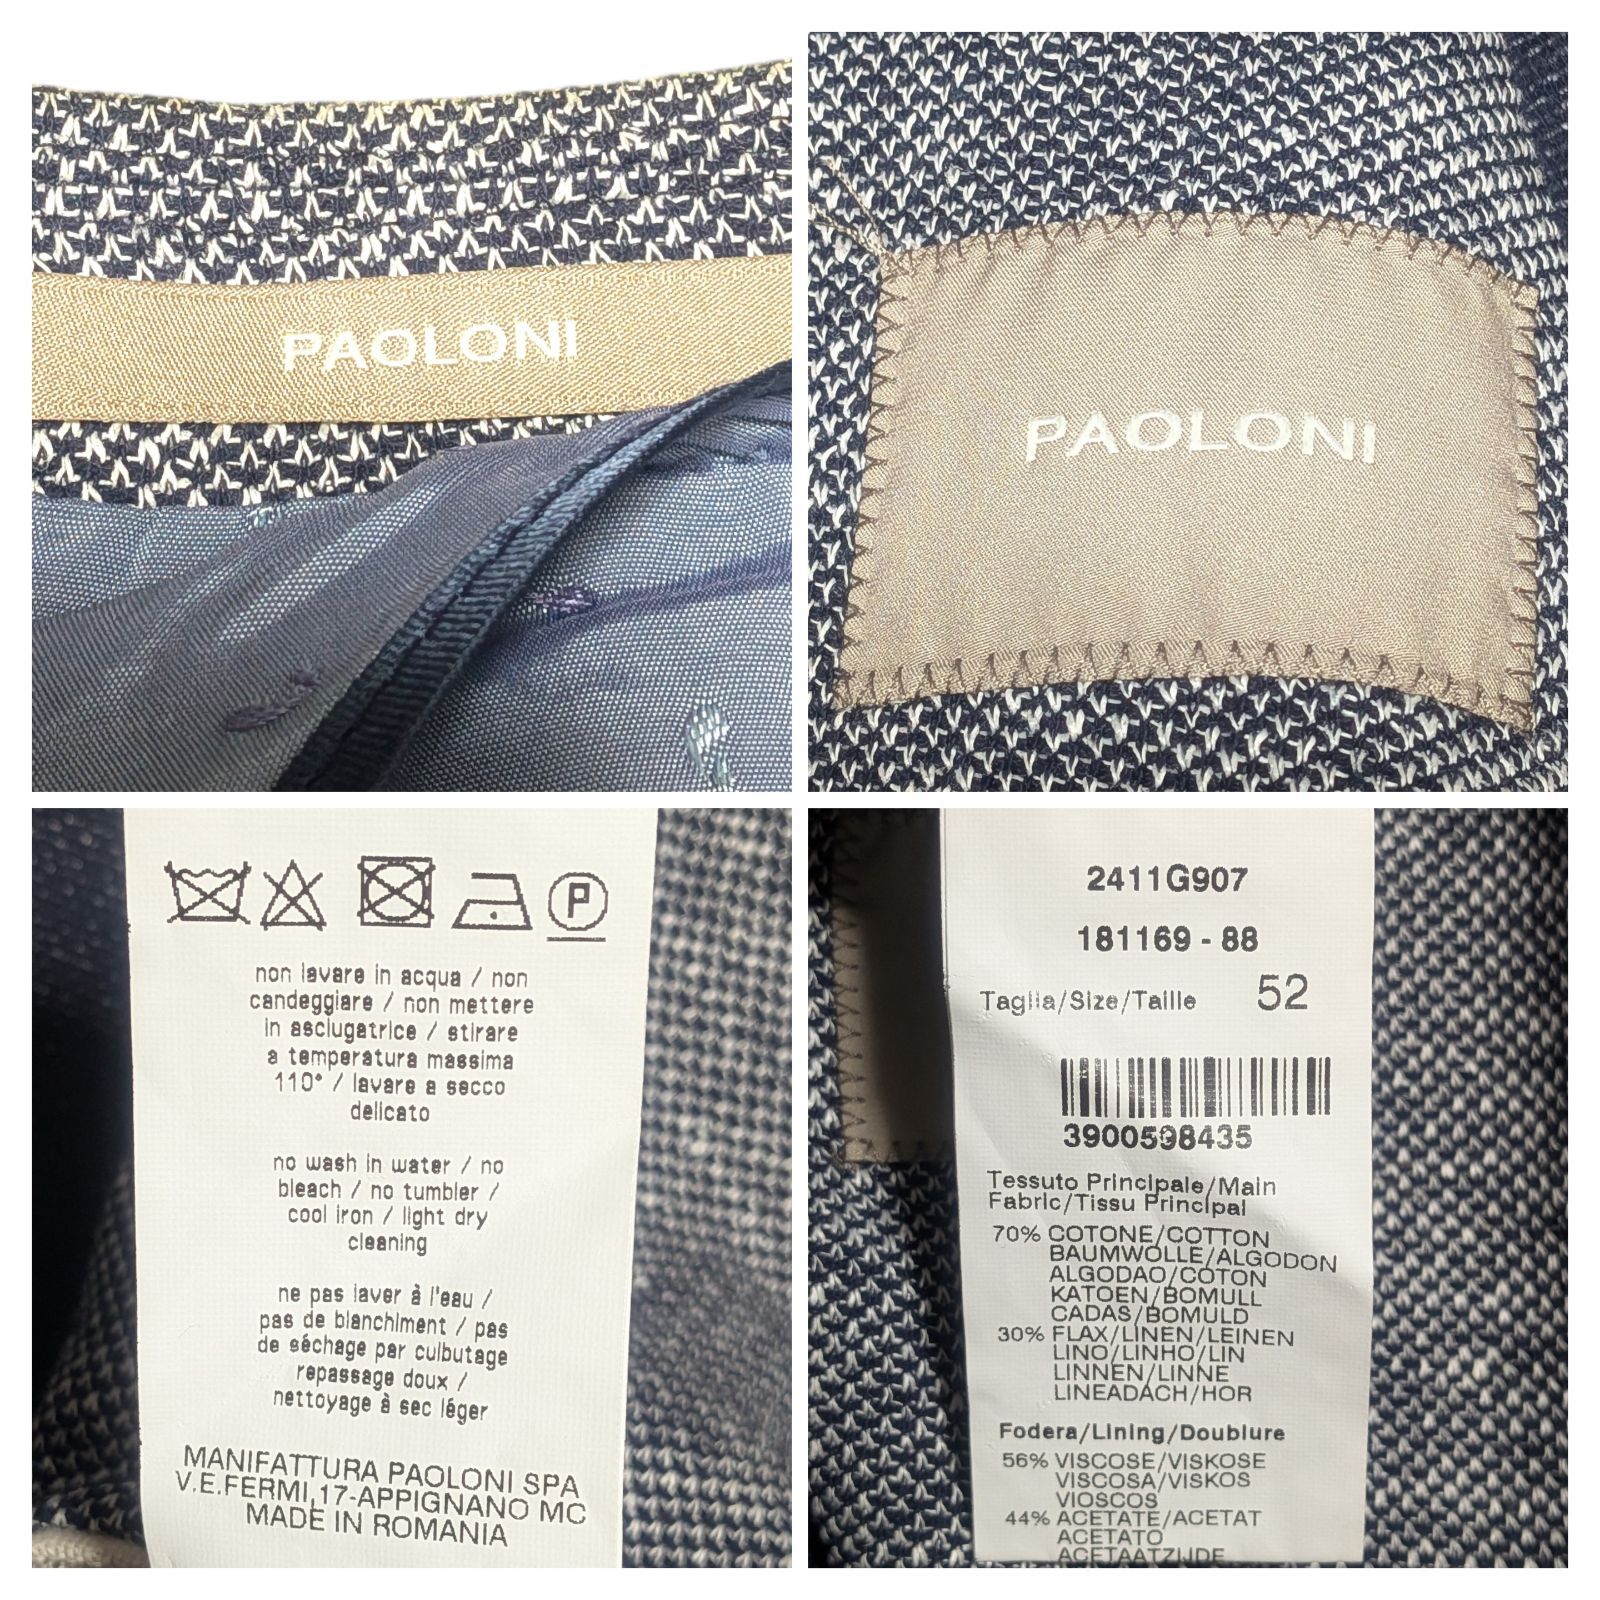 PAOLONI
PAOLONI
P
non lavare in acqua / non
candeggiare / non mettere
in asciugatrice / stirare
a temperatura massima
110° / lavare a secco
delicato
no wash in water / no
bleach / no tumbler /
cool iron / light dry
cleaning
ne pas laver à l'eau /
pas de blanchiment / pas
de séchage par culbutage
repassage doux /
nettoyage à sec léger
MANIFATTURA PAOLONI SPA
V.E.FERMI,17-APPIGNANO MC
MADE IN ROMANIA
2411G907
181169 - 88
Taglia/Size/Taille 52
3900598435
Tessuto Principale/Main
Fabric/Tissu Principal
70% COTONE/COTTON
BAUMWOLLE/ALGODON
ALGODAO/COTON
KATOEN/BOMULL
CADAS/BOMULD
30% FLAX/LINEN/LEINEN
LINO/LINHO/LIN
LINNEN/LINNE
LINEADACH/HOR
Fodera/Lining/Doublure
56% VISCOSE/VISKOSE
VISCOSA/VISKOS
VIOSCOS
44% ACETATE/ACETAT
ACETATO
ACETAATZIJDE